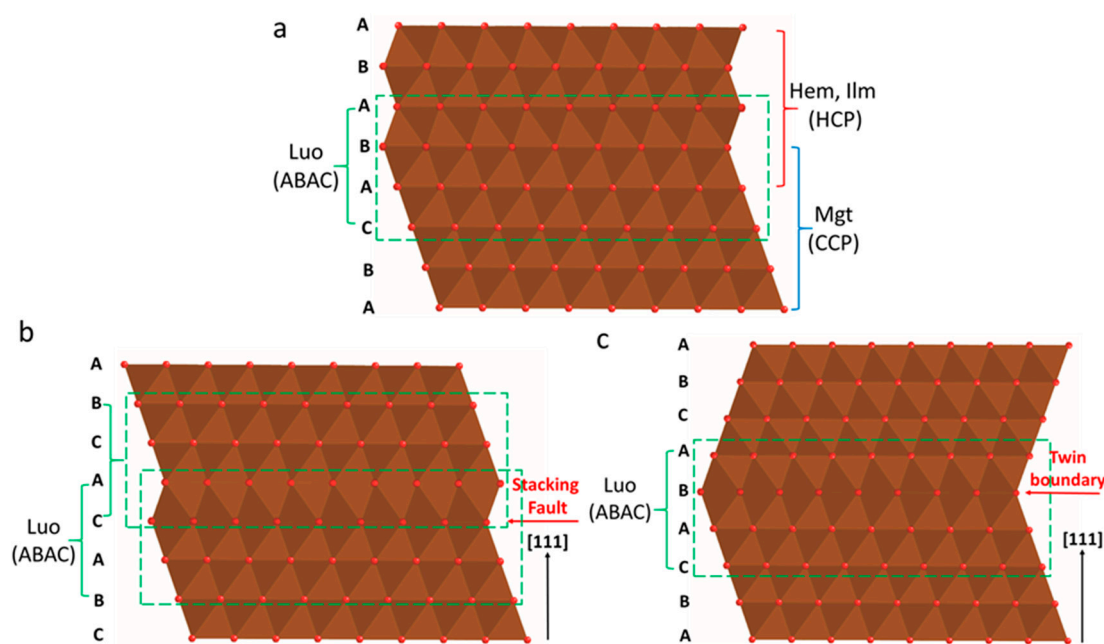 a
A
B
A
B
A
C
B
A
Luo
(ABAC)
Hem, Ilm
(HCP)
Mgt
(CCP)
b
A
B
C
A
C
A
B
C
Luo
(ABAC)
Stacking
Fault
[111]
c
A
B
C
A
B
A
C
B
A
Luo
(ABAC)
Twin
boundary
[111]